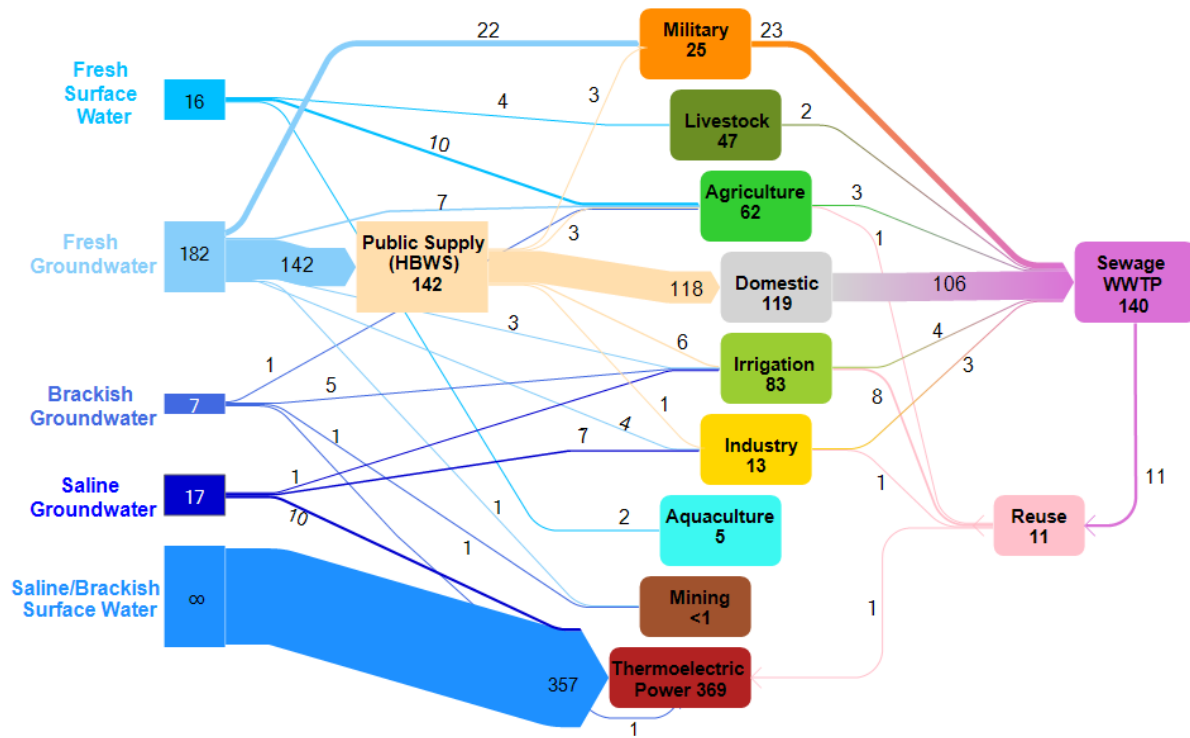 22
Military
25
23
Fresh
Surface
Water
16
4
3
Livestock
47
2
10
7
Agriculture
62
3
1
Fresh
Groundwater
182
142
Public Supply
(HBWS)
142
3
118
Domestic
119
106
Sewage
WWTP
140
3
6
4
Irrigation
83
3
1
5
8
Brackish
Groundwater
7
1
1
4
7
Industry
13
1
11
Saline
Groundwater
17
1
10
1
2
Aquaculture
5
Reuse
11
1
Saline/Brackish
Surface Water
∞
Mining
<1
1
357
Thermoelectric
Power 369
1